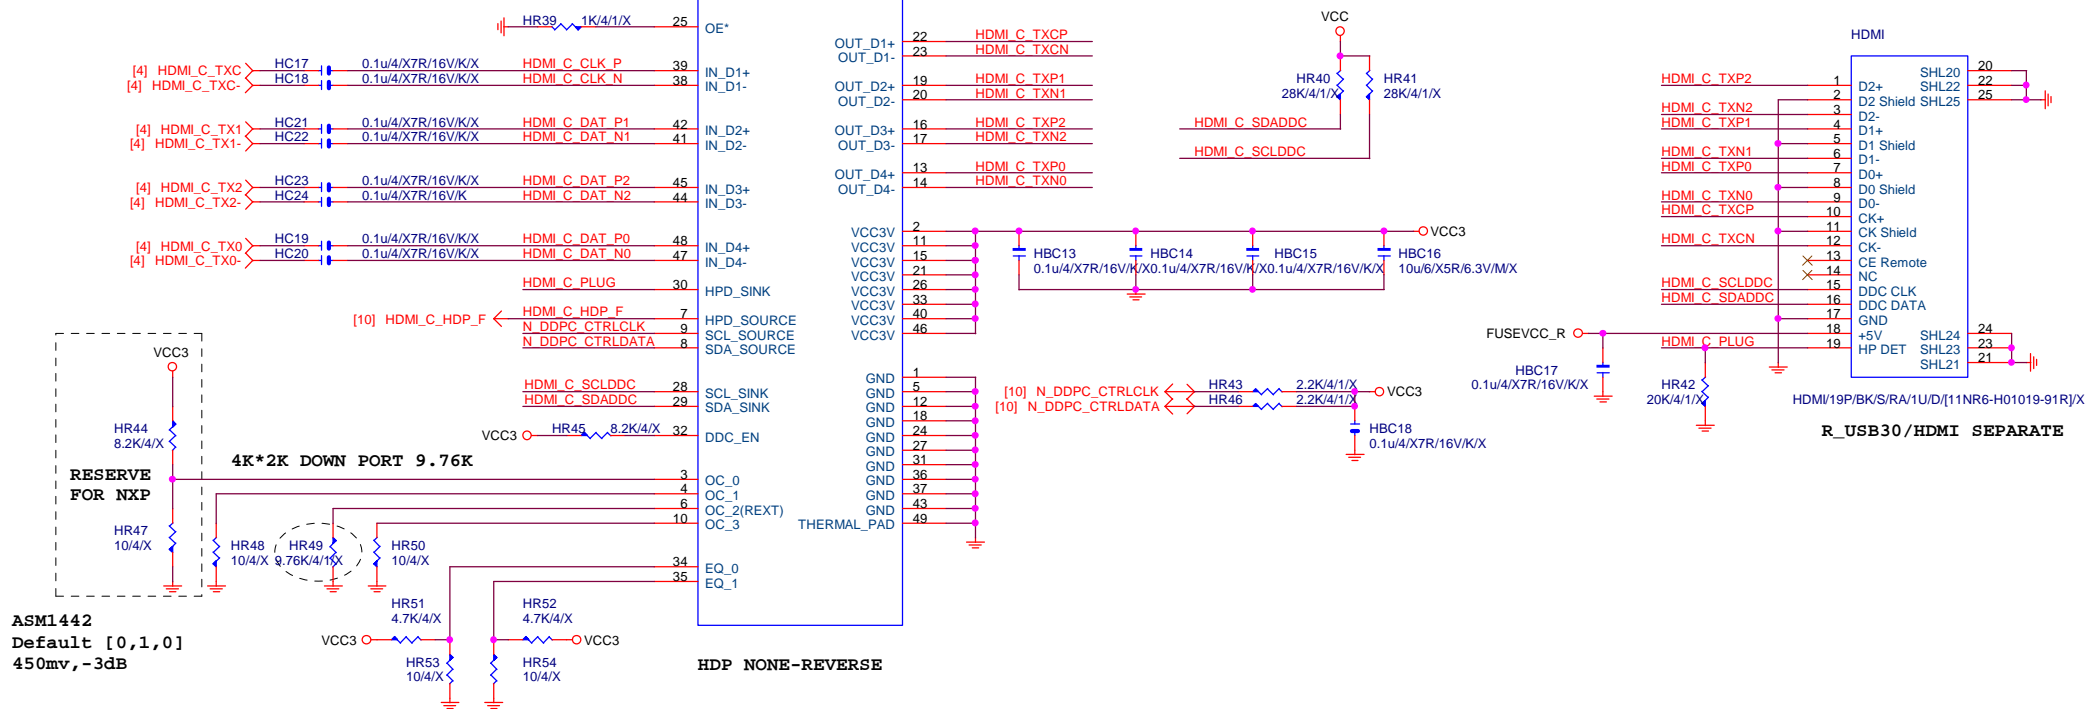 HR39 1K/4/1/X 25 OE*
[4] HDMI_C_TXC HC17 0.1u/4/X7R/16V/K/X HDMI_C_CLK_P 39 IN_D1+
[4] HDMI_C_TXC- HC18 0.1u/4/X7R/16V/K/X HDMI_C_CLK_N 38 IN_D1-
[4] HDMI_C_TX1 HC21 0.1u/4/X7R/16V/K/X HDMI_C_DAT_P1 42 IN_D2+
[4] HDMI_C_TX1- HC22 0.1u/4/X7R/16V/K/X HDMI_C_DAT_N1 41 IN_D2-
[4] HDMI_C_TX2 HC23 0.1u/4/X7R/16V/K/X HDMI_C_DAT_P2 45 IN_D3+
[4] HDMI_C_TX2- HC24 0.1u/4/X7R/16V/K HDMI_C_DAT_N2 44 IN_D3-
[4] HDMI_C_TX0 HC19 0.1u/4/X7R/16V/K/X HDMI_C_DAT_P0 48 IN_D4+
[4] HDMI_C_TX0- HC20 0.1u/4/X7R/16V/K/X HDMI_C_DAT_N0 47 IN_D4-
HDMI_C_PLUG 30 HPD_SINK
[10] HDMI_C_HDP_F HDMI_C_HDP_F 7 HPD_SOURCE
N_DDPC_CTRLCLK 9 SCL_SOURCE
N_DDPC_CTRLDATA 8 SDA_SOURCE
HDMI_C_SCLDDC 28 SCL_SINK
HDMI_C_SDADDC 29 SDA_SINK
VCC3 HR45 8.2K/4/X 32 DDC_EN
VCC3
HR44
8.2K/4/X
RESERVE
FOR NXP
HR47
10/4/X
4K*2K DOWN PORT 9.76K
3 OC_0
4 OC_1
6 OC_2(REXT)
10 OC_3
HR48
10/4/X
HR49
9.76K/4/1/X
HR50
10/4/X
34 EQ_0
35 EQ_1
HR51
4.7K/4/X
HR52
4.7K/4/X
VCC3
VCC3
HR53
10/4/X
HR54
10/4/X
ASM1442
Default [0,1,0]
450mv,-3dB
HDP NONE-REVERSE
OUT_D1+ 22 HDMI_C_TXCP
OUT_D1- 23 HDMI_C_TXCN
OUT_D2+ 19 HDMI_C_TXP1
OUT_D2- 20 HDMI_C_TXN1
OUT_D3+ 16 HDMI_C_TXP2
OUT_D3- 17 HDMI_C_TXN2
OUT_D4+ 13 HDMI_C_TXP0
OUT_D4- 14 HDMI_C_TXN0
VCC3V 2
VCC3V 11
VCC3V 15
VCC3V 21
VCC3V 26
VCC3V 33
VCC3V 40
VCC3V 46
GND 1
GND 5
GND 12
GND 18
GND 24
GND 27
GND 31
GND 36
GND 37
GND 43
THERMAL_PAD 49
VCC
HR40
28K/4/1/X
HR41
28K/4/1/X
HDMI_C_SDADDC
HDMI_C_SCLDDC
VCC3
HBC13
0.1u/4/X7R/16V/K/X
HBC14
0.1u/4/X7R/16V/K/X
HBC15
0.1u/4/X7R/16V/K/X
HBC16
10u/6/X5R/6.3V/M/X
[10] N_DDPC_CTRLCLK HR43 2.2K/4/1/X VCC3
[10] N_DDPC_CTRLDATA HR46 2.2K/4/1/X
HBC18
0.1u/4/X7R/16V/K/X
HDMI
HDMI_C_TXP2 1 D2+
2 D2 Shield
HDMI_C_TXN2 3 D2-
HDMI_C_TXP1 4 D1+
5 D1 Shield
HDMI_C_TXN1 6 D1-
HDMI_C_TXP0 7 D0+
8 D0 Shield
HDMI_C_TXN0 9 D0-
HDMI_C_TXCP 10 CK+
11 CK Shield
HDMI_C_TXCN 12 CK-
13 CE Remote
14 NC
HDMI_C_SCLDDC 15 DDC CLK
HDMI_C_SDADDC 16 DDC DATA
17 GND
FUSEVCC_R 18 +5V
HDMI_C_PLUG 19 HP DET
SHL20 20
SHL22 22
SHL25 25
SHL24 24
SHL23 23
SHL21 21
HBC17
0.1u/4/X7R/16V/K/X
HR42
20K/4/1/X
HDMI/19P/BK/S/RA/1U/D/[11NR6-H01019-91R]/X
R_USB30/HDMI SEPARATE